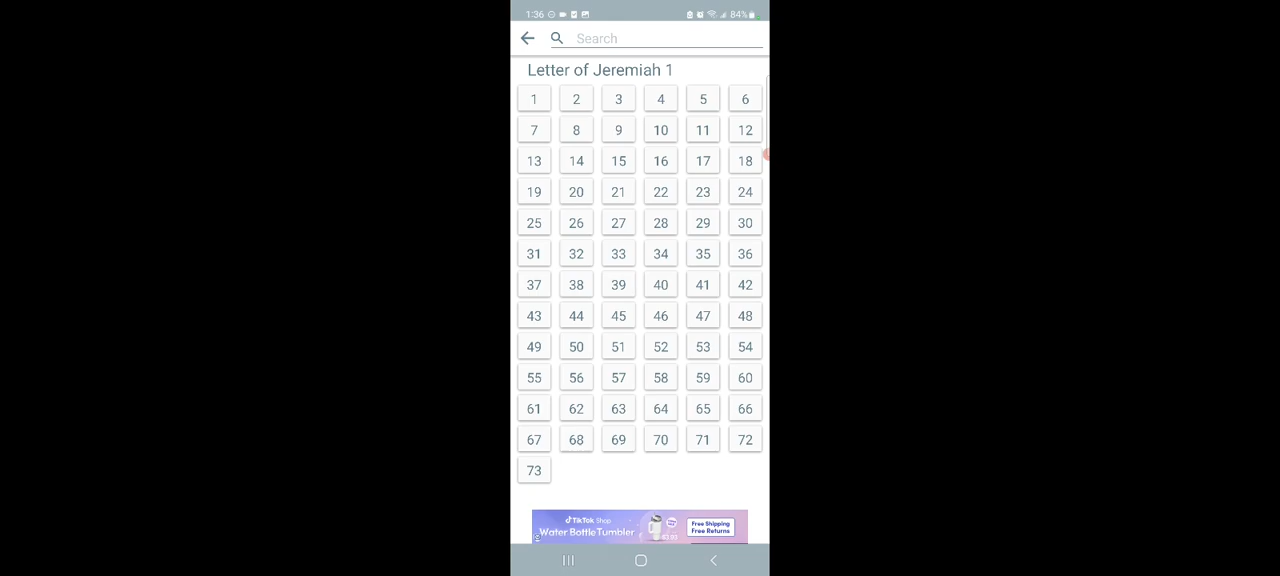 1:36 84%
Search
Letter of Jeremiah 1
1 2 3 4 5 6
7 8 9 10 11 12
13 14 15 16 17 18
19 20 21 22 23 24
25 26 27 28 29 30
31 32 33 34 35 36
37 38 39 40 41 42
43 44 45 46 47 48
49 50 51 52 53 54
55 56 57 58 59 60
61 62 63 64 65 66
67 68 69 70 71 72
73
TikTok Shop
Water Bottle Tumbler
Free Shipping
Free Returns